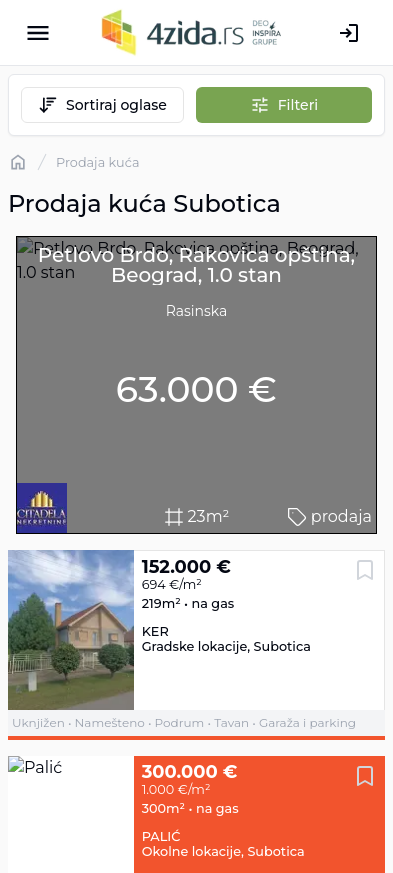 4zida.rs
DEO
INSPIRA
GRUPE
Sortiraj oglase
Filteri
Prodaja kuća
Prodaja kuća Subotica
Petlovo Brdo, Rakovica opština, Beograd,
1.0 stan
Petlovo Brdo, Rakovica opština,
Beograd, 1.0 stan
Rasinska
63.000 €
CITADELA
NEKRETNINE
23m²
prodaja
152.000 €
694 €/m²
219m² • na gas
KER
Gradske lokacije, Subotica
Uknjižen • Namešteno • Podrum • Tavan • Garaža i parking
Palić
300.000 €
1.000 €/m²
300m² • na gas
PALIĆ
Okolne lokacije, Subotica